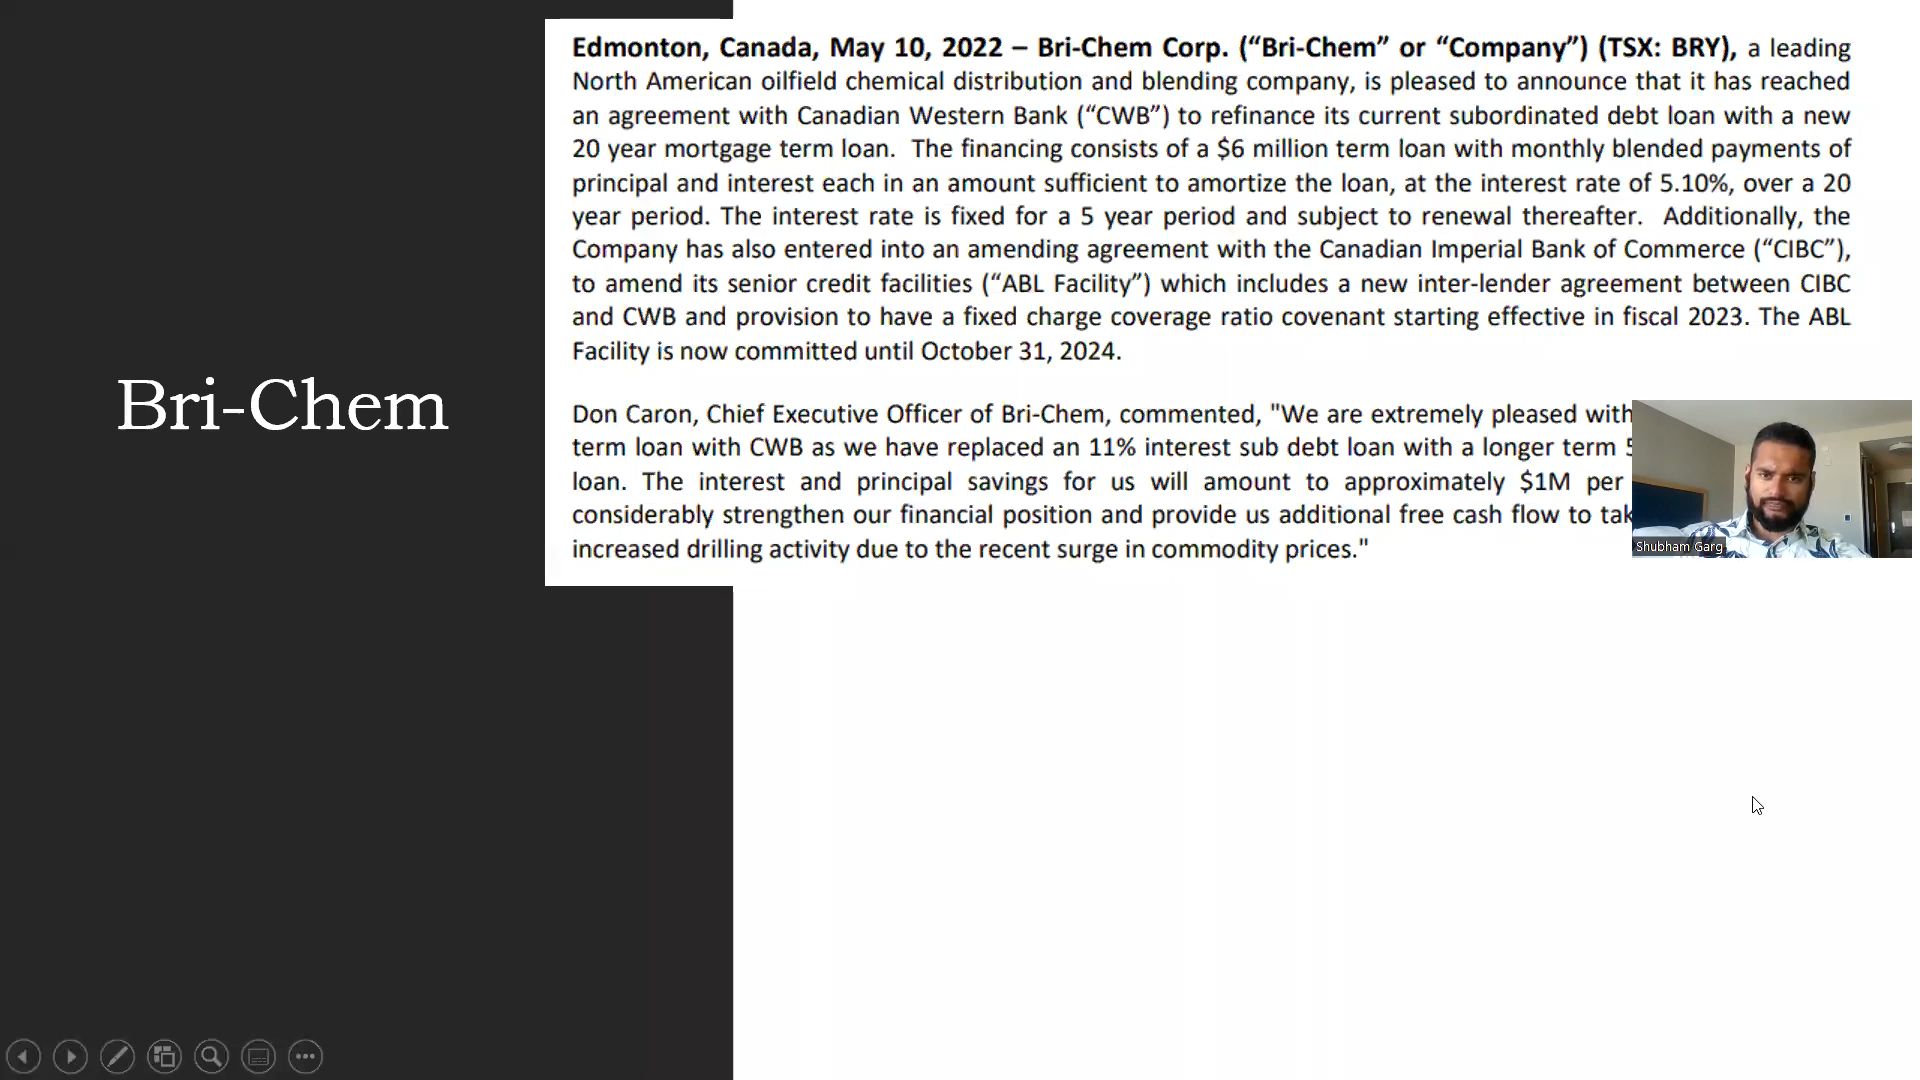 Bri-Chem
Edmonton, Canada, May 10, 2022 – Bri-Chem Corp. (“Bri-Chem” or “Company”) (TSX: BRY), a leading
North American oilfield chemical distribution and blending company, is pleased to announce that it has reached
an agreement with Canadian Western Bank (“CWB”) to refinance its current subordinated debt loan with a new
20 year mortgage term loan.  The financing consists of a $6 million term loan with monthly blended payments of
principal and interest each in an amount sufficient to amortize the loan, at the interest rate of 5.10%, over a 20
year period. The interest rate is fixed for a 5 year period and subject to renewal thereafter.  Additionally, the
Company has also entered into an amending agreement with the Canadian Imperial Bank of Commerce (“CIBC”),
to amend its senior credit facilities (“ABL Facility”) which includes a new inter-lender agreement between CIBC
and CWB and provision to have a fixed charge coverage ratio covenant starting effective in fiscal 2023. The ABL
Facility is now committed until October 31, 2024.
Don Caron, Chief Executive Officer of Bri-Chem, commented, "We are extremely pleased with
term loan with CWB as we have replaced an 11% interest sub debt loan with a longer term
loan. The interest and principal savings for us will amount to approximately $1M per
considerably strengthen our financial position and provide us additional free cash flow to
increased drilling activity due to the recent surge in commodity prices."
Shubham Garg